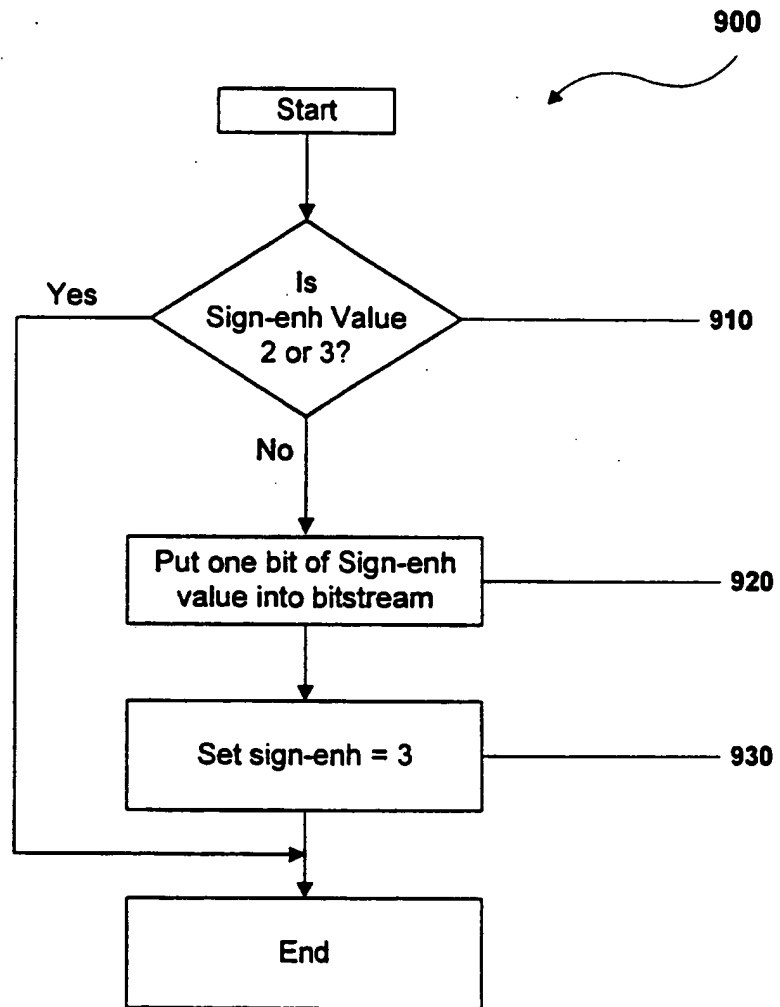 900
Start
Is
Sign-enh Value
2 or 3?
Yes
910
No
Put one bit of Sign-enh
value into bitstream
920
Set sign-enh = 3
930
End